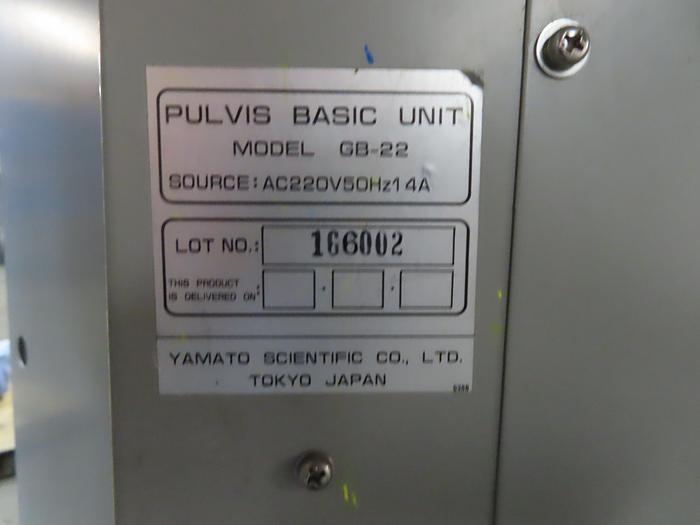 PULVIS BASIC UNIT
MODEL GB-22
SOURCE: AC220V50Hz14A
LOT NO.: 166002
THIS PRODUCT
IS DELIVERED ON:
YAMATO SCIENTIFIC CO., LTD.
TOKYO JAPAN